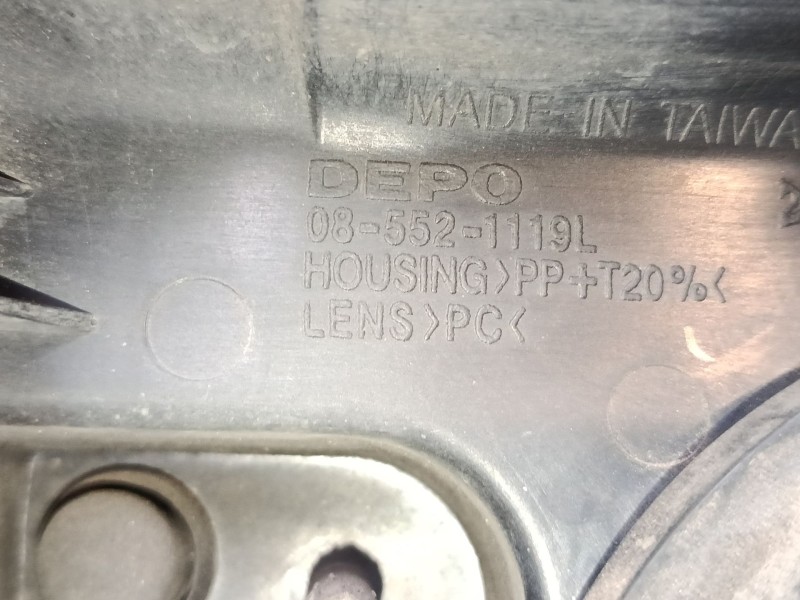 MADE IN TAIWA
DEPO
08-552-1119L
HOUSING>PP+T20%<
LENS>PC<